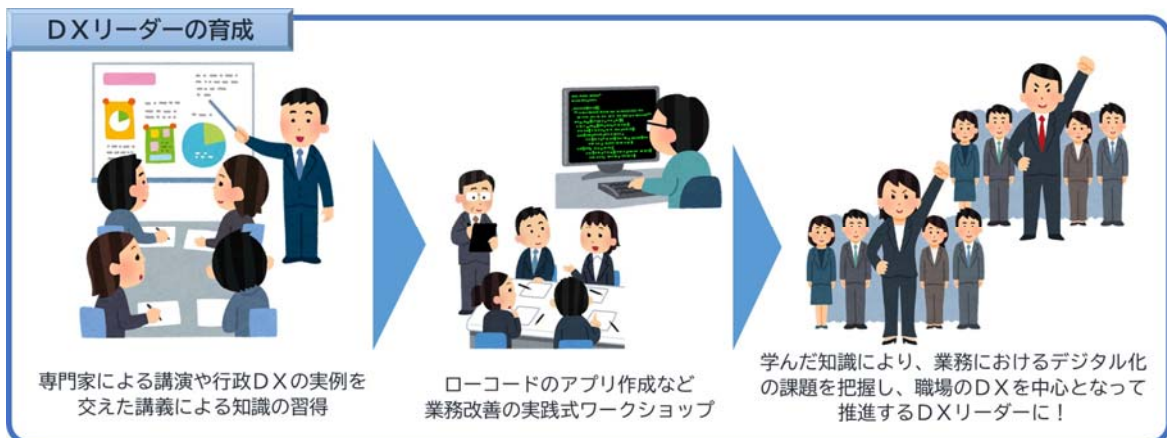 DXリーダーの育成
専門家による講演や行政DXの実例を
交えた講義による知識の習得
ローコードのアプリ作成など
業務改善の実践式ワークショップ
学んだ知識により、業務におけるデジタル化
の課題を把握し、職場のDXを中心となって
推進するDXリーダーに！